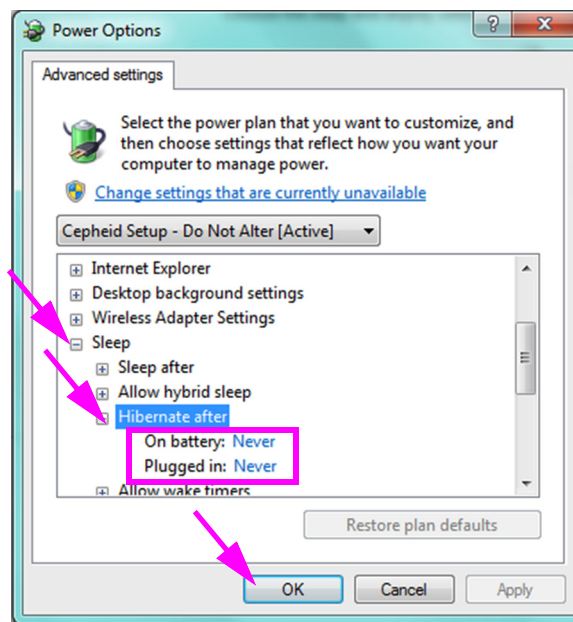 Power Options
?
X
Advanced settings
Select the power plan that you want to customize, and
then choose settings that reflect how you want your
computer to manage power.
Change settings that are currently unavailable
Cepheid Setup - Do Not Alter [Active]
Internet Explorer
Desktop background settings
Wireless Adapter Settings
Sleep
Sleep after
Allow hybrid sleep
Hibernate after
On battery: Never
Plugged in: Never
Allow wake timers
Restore plan defaults
OK
Cancel
Apply